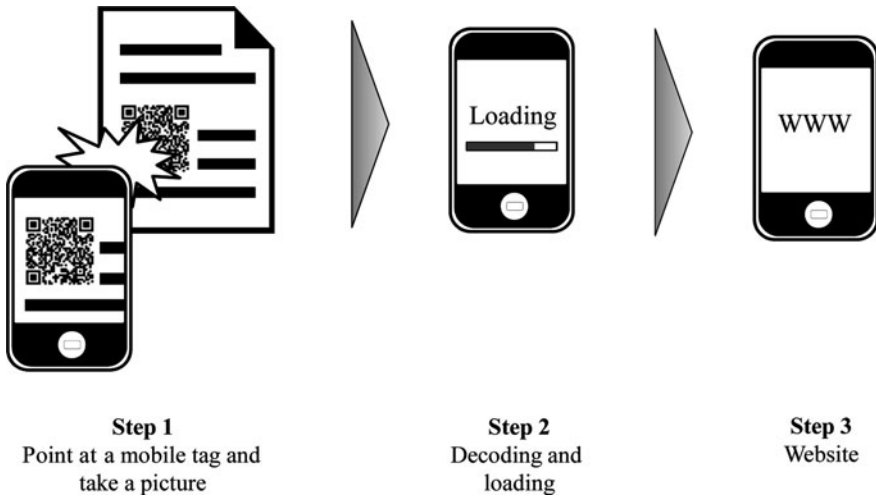 Loading
WWW
Step 1
Point at a mobile tag and
take a picture
Step 2
Decoding and
loading
Step 3
Website